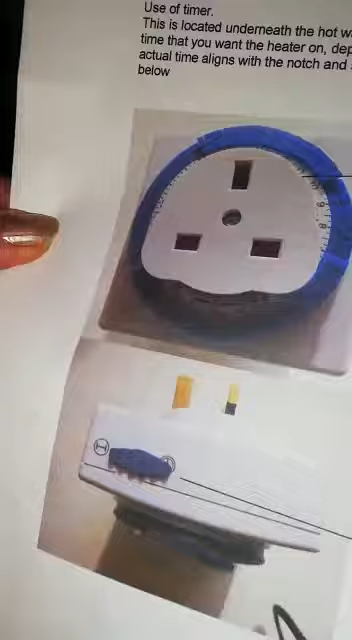 Use of timer.
This is located underneath the hot
time that you want the heater on,
actual time aligns with the notch and
below